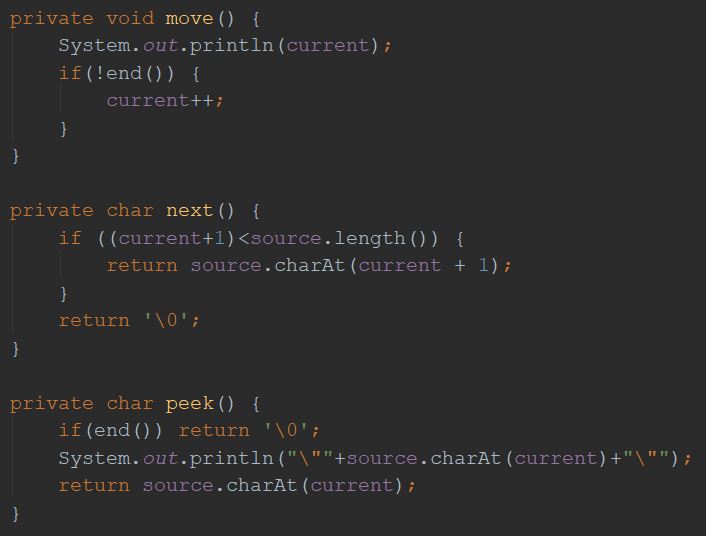 private void move() {
    System.out.println(current);
    if(!end()) {
        current++;
    }
}

private char next() {
    if ((current+1)<source.length()) {
        return source.charAt(current + 1);
    }
    return '\0';
}

private char peek() {
    if(end()) return '\0';
    System.out.println("\""+source.charAt(current)+"\"");
    return source.charAt(current);
}